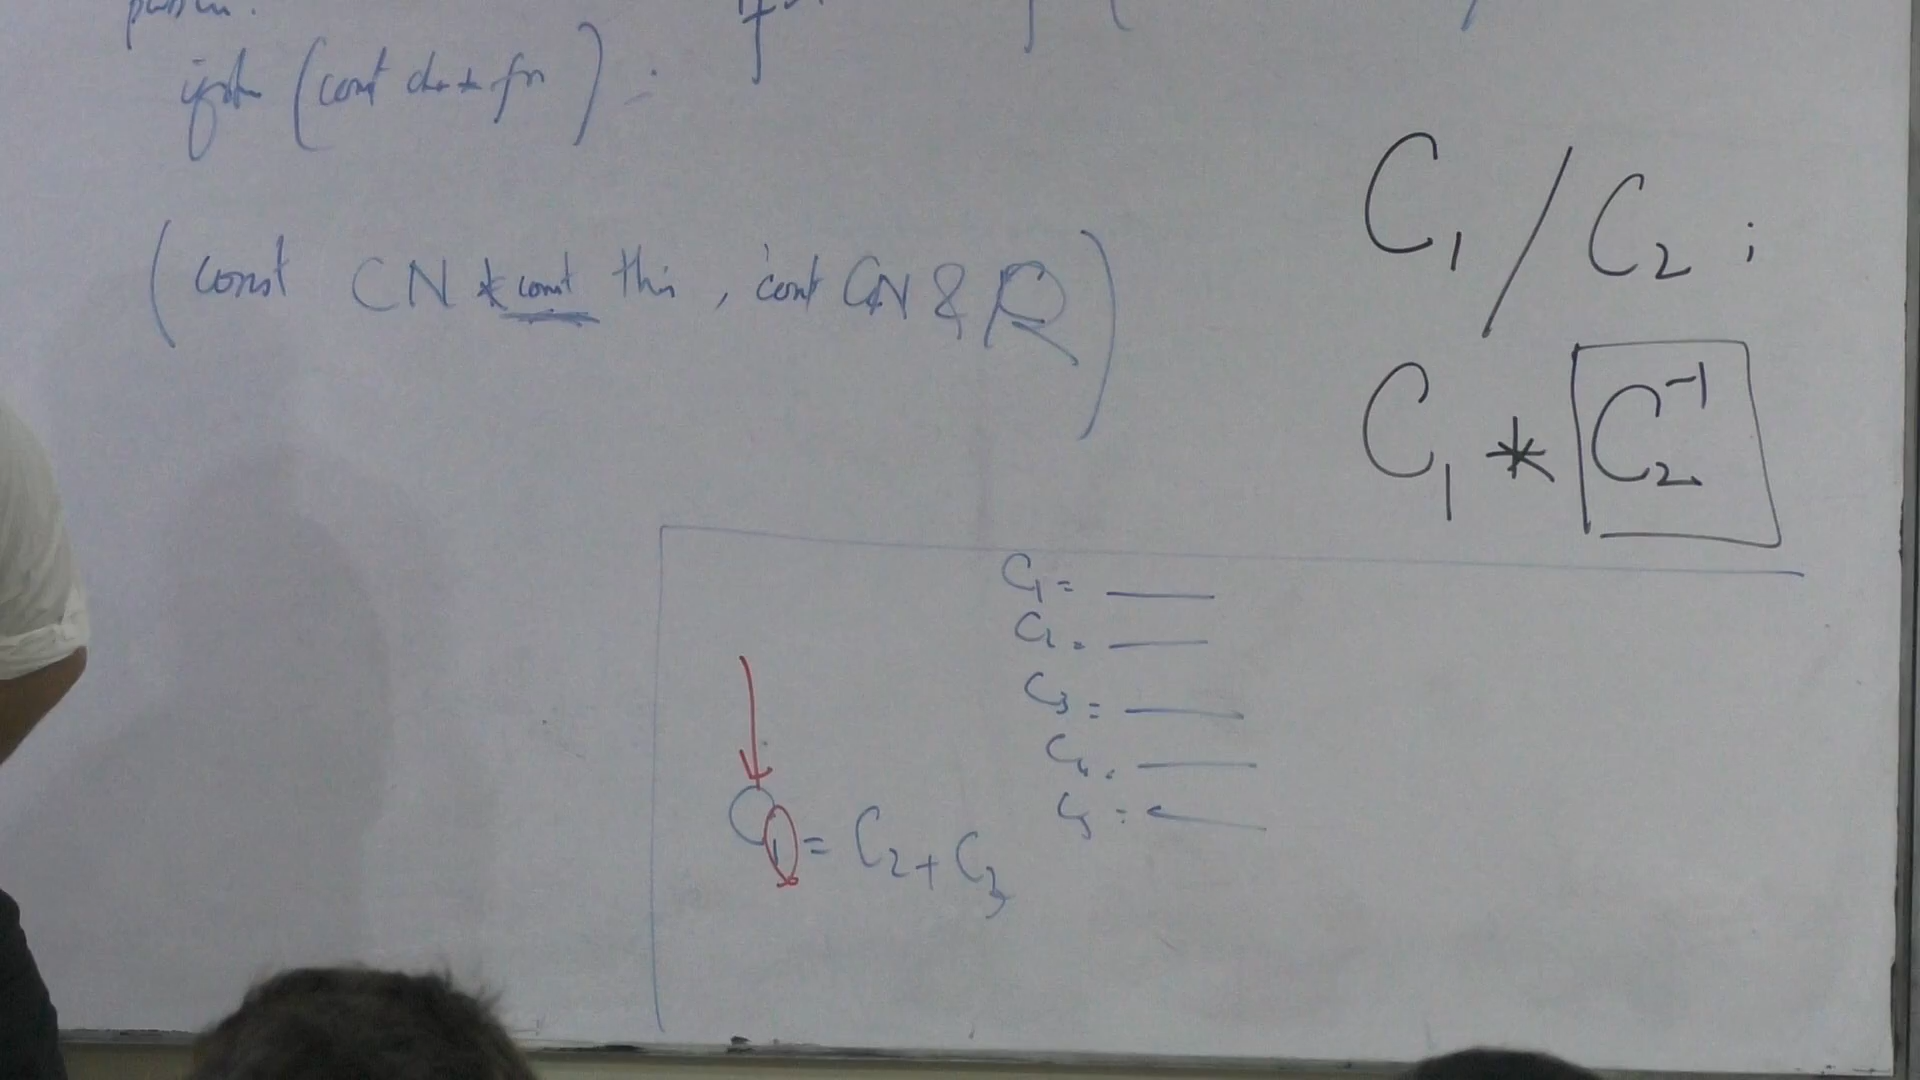 (const char * fn) :
(const CN * const this, const CN & R)
C1 / C2 ;
C1 * C2^-1
C1 = ___
C2 = ___
C3 = ___
C4 = ___
C5 = ___
C1 = C2 + C3